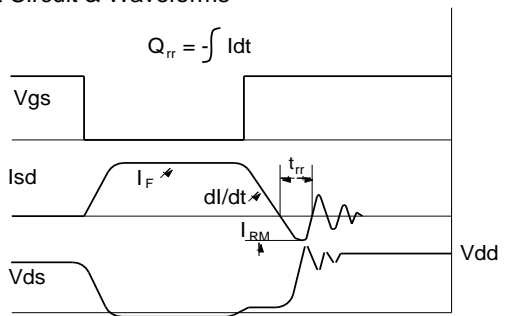 Circuit & Waveforms
Qrr = -∫ Idt
Vgs
Isd
IF
dI/dt
trr
IRM
Vds
Vdd